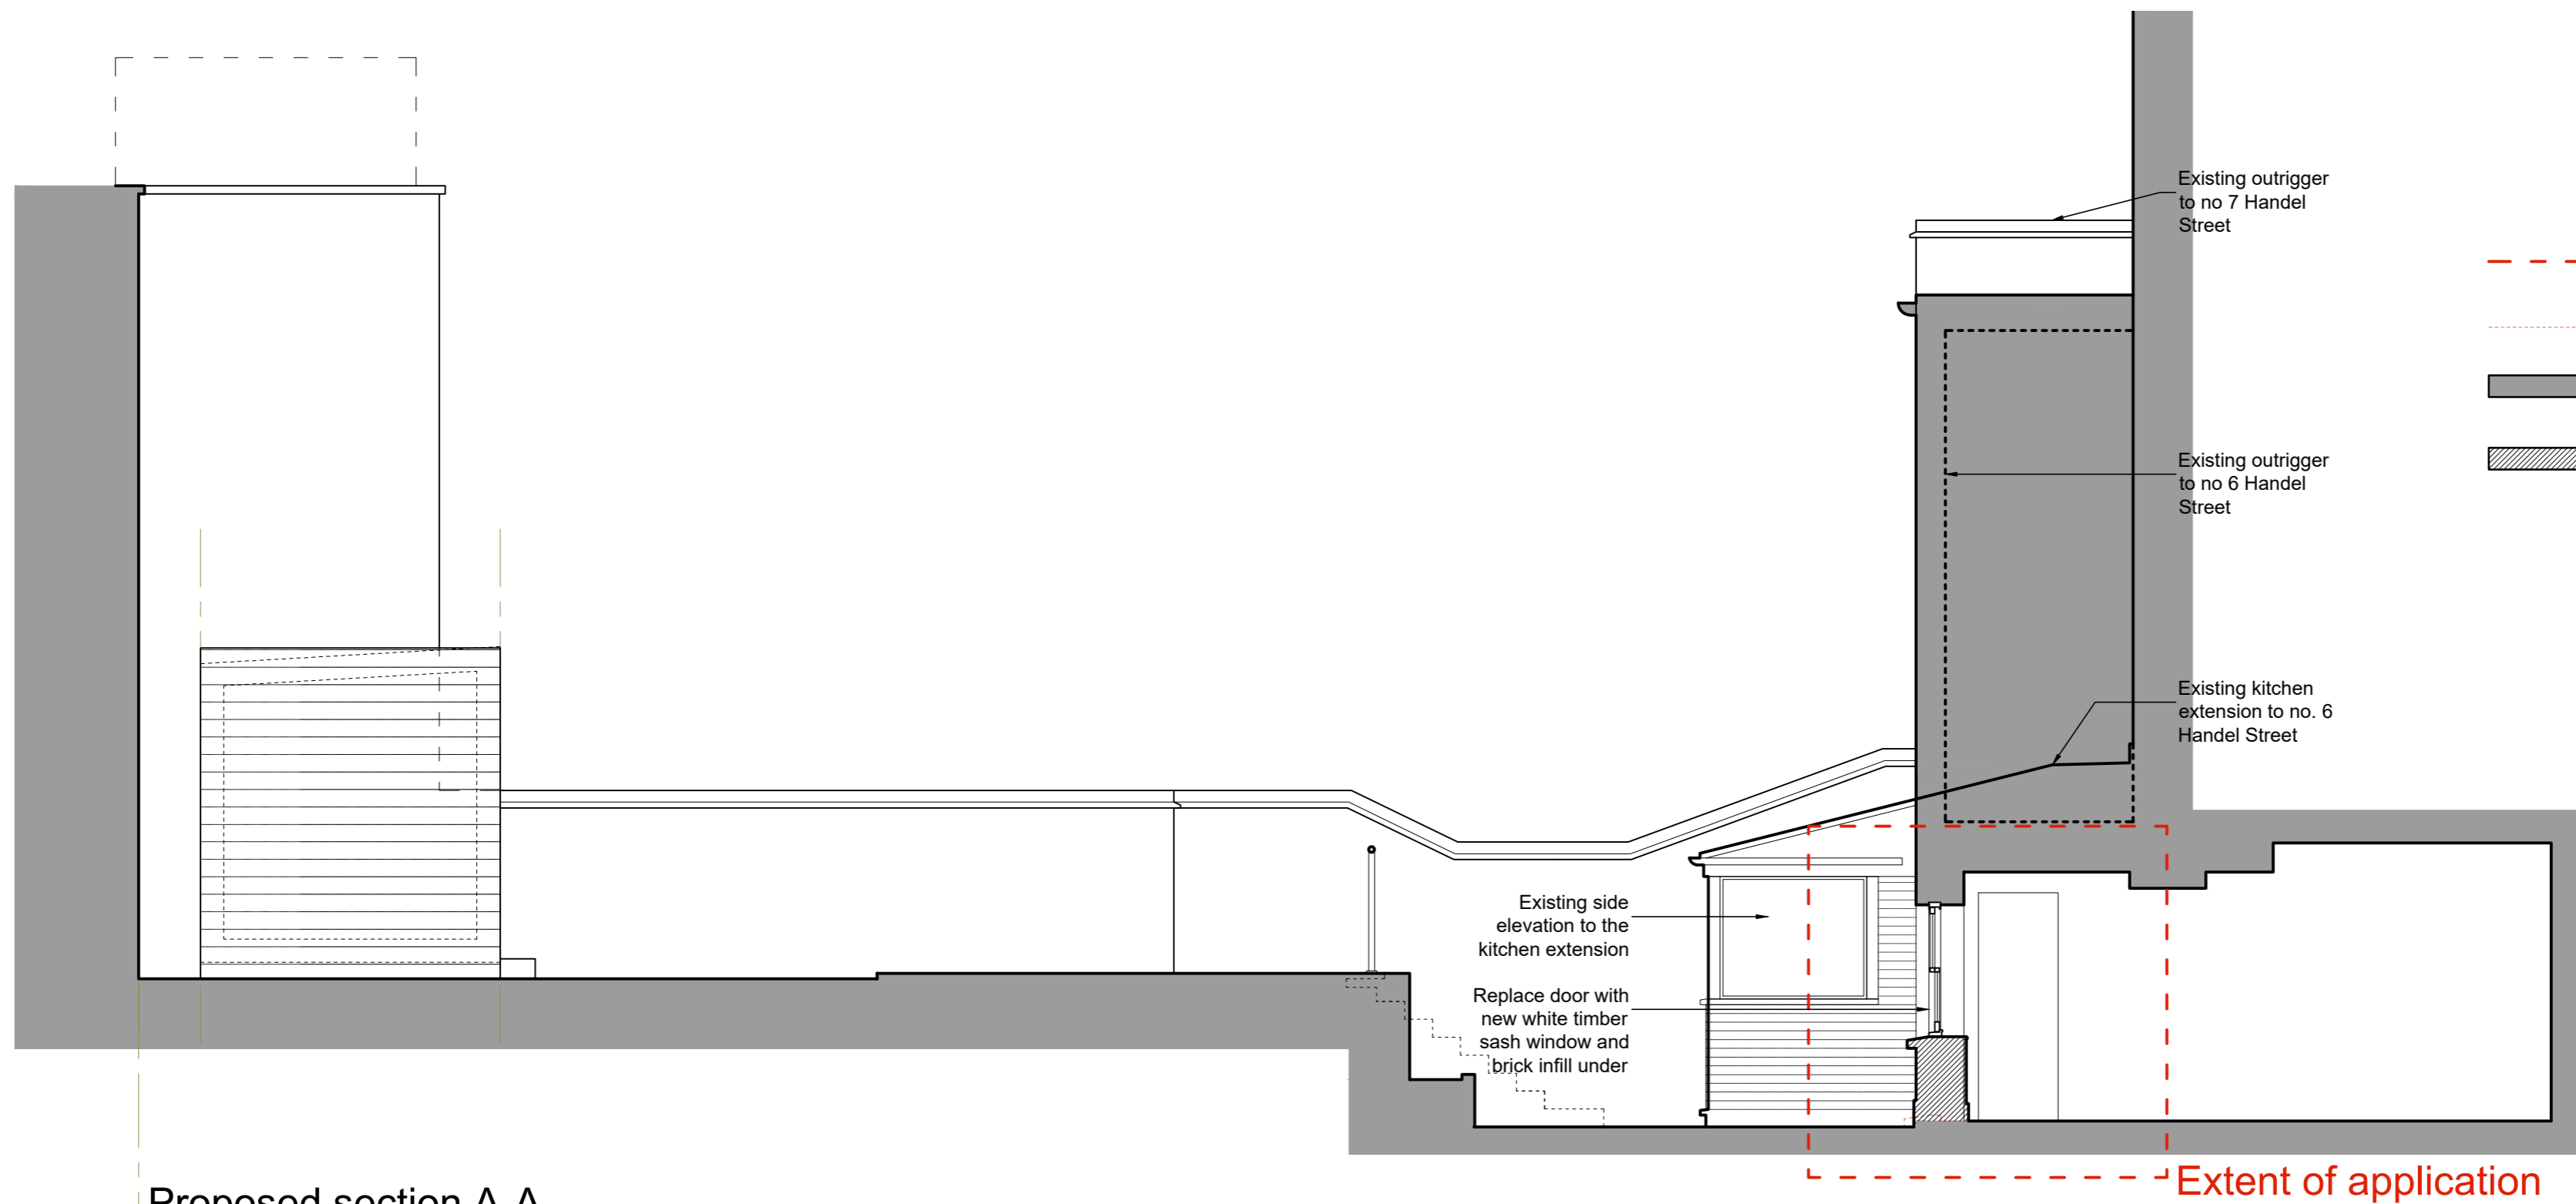 Existing outrigger
to no 7 Handel
Street
Existing outrigger
to no 6 Handel
Street
Existing kitchen
extension to no. 6
Handel Street
Existing side
elevation to the
kitchen extension
Replace door with
new white timber
sash window and
brick infill under
Extent of application
Proposed section A-A